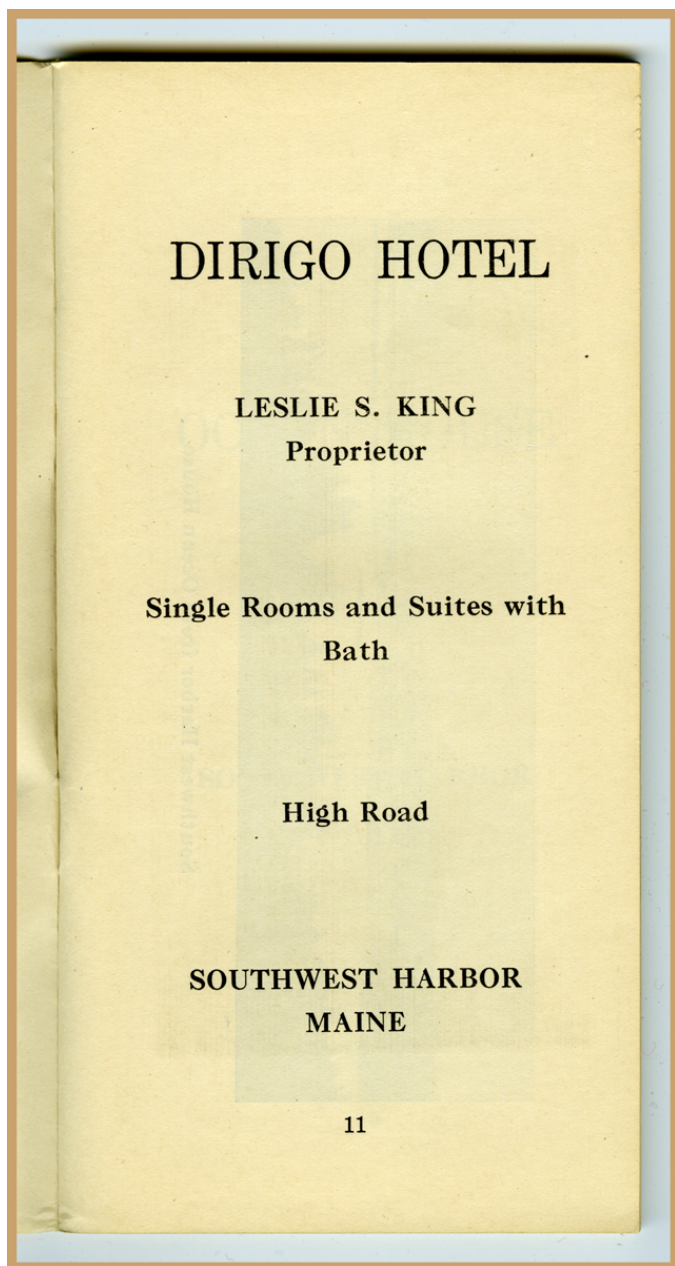 DIRIGO HOTEL
LESLIE S. KING
Proprietor
Single Rooms and Suites with
Bath
High Road
SOUTHWEST HARBOR
MAINE
11